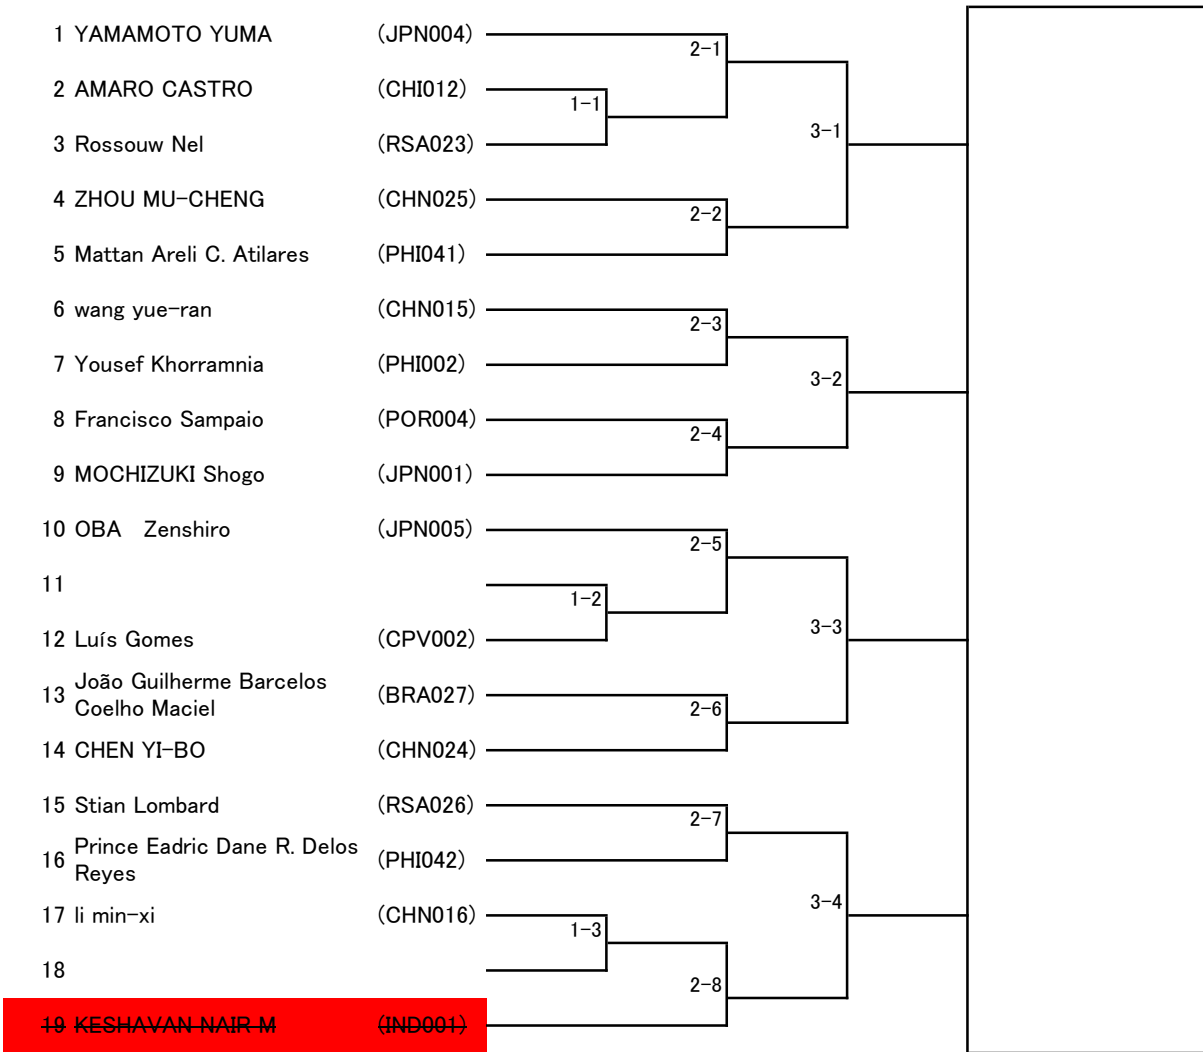 1 YAMAMOTO YUMA (JPN004)
2-1
2 AMARO CASTRO (CHI012)
1-1
3-1
3 Rossouw Nel (RSA023)
4 ZHOU MU-CHENG (CHN025)
2-2
5 Mattan Areli C. Atilares (PHI041)
6 wang yue-ran (CHN015)
2-3
7 Yousef Khorramnia (PHI002)
3-2
8 Francisco Sampaio (POR004)
2-4
9 MOCHIZUKI Shogo (JPN001)
10 OBA Zenshiro (JPN005)
2-5
11
1-2
3-3
12 Luís Gomes (CPV002)
13 João Guilherme Barcelos
Coelho Maciel (BRA027)
2-6
14 CHEN YI-BO (CHN024)
15 Stian Lombard (RSA026)
2-7
16 Prince Eadric Dane R. Delos
Reyes (PHI042)
3-4
17 li min-xi (CHN016)
1-3
18
2-8
19 KESHAVAN NAIR M (IND001)